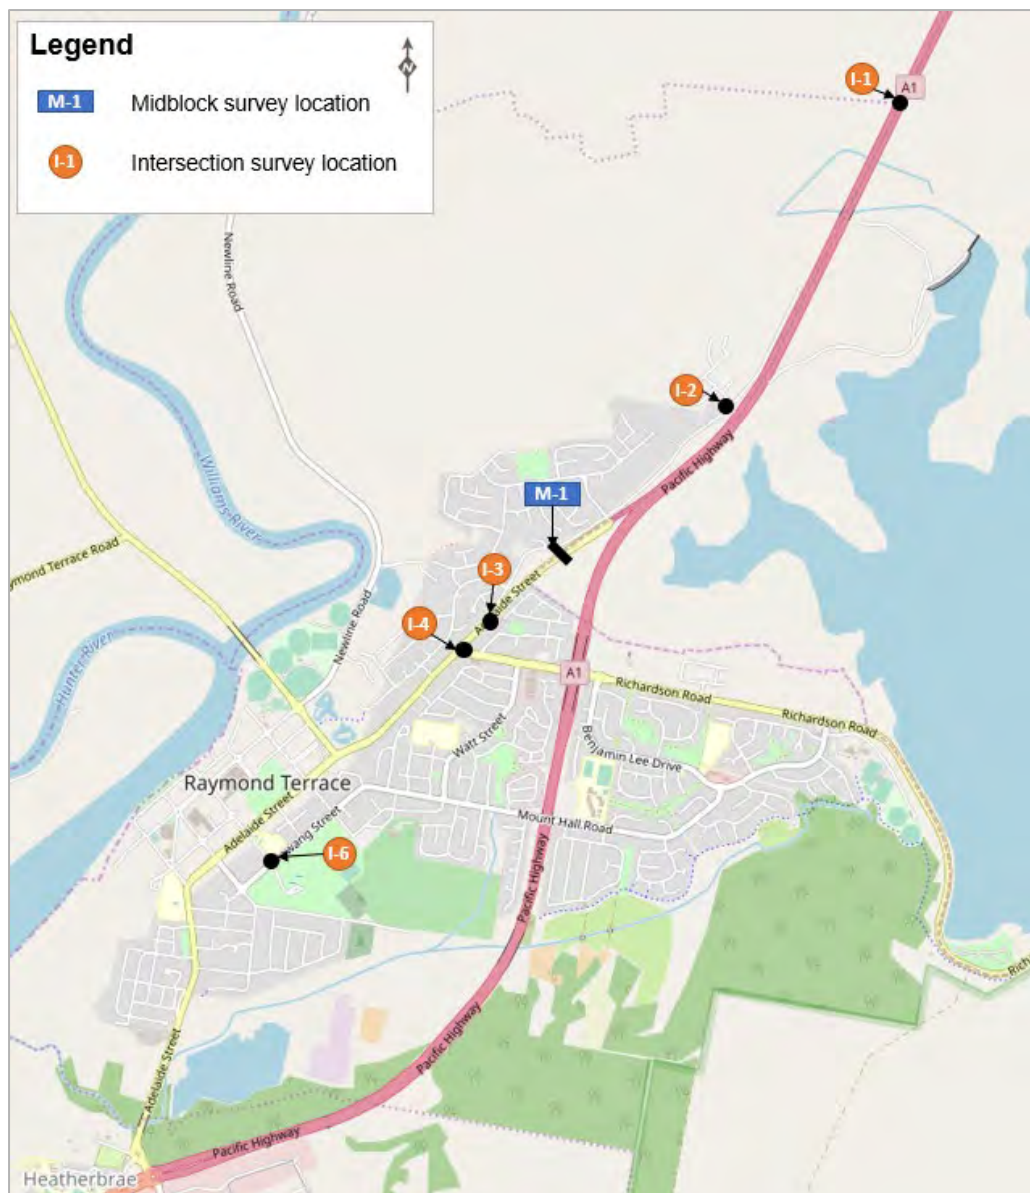 Legend
N
M-1 Midblock survey location
I-1 Intersection survey location
I-1
A1
Newline Road
I-2
Pacific Highway
Williams River
M-1
ymond Terrace Road
I-3
Adelaide Street
I-4
Newline Road
Hunter River
A1
Richardson Road
Richardson Road
Watt Street
Benjamin Lee Drive
Raymond Terrace
Mount Hall Road
Adelaide Street
wang Street
I-6
Pacific Highway
Rich
Pacific Highway
Adelaide Street
Pacific Highway
Heatherbrae